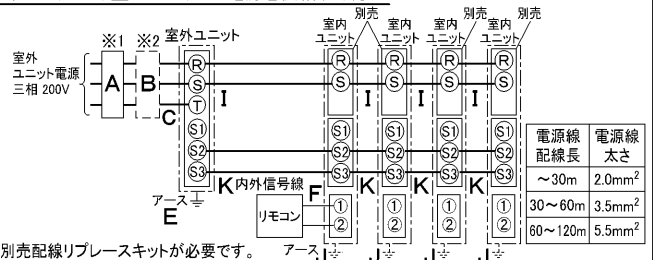 ※1
※2
室外ユニット
室内
ユニット
別売
室内
ユニット
室内
ユニット
別売
室内
ユニット
別売
室外
ユニット電源
三相 200V
A
B
C
R
S
T
S1
S2
S3
I
R
S
I
R
S
I
R
S
I
R
S
S1
S2
S3
S1
S2
S3
S1
S2
S3
S1
S2
S3
K
内外信号線
F
K
K
K
アース
E
リモコン
①
②
①
②
①
②
①
②
電源線
配線長
電源線
太さ
～30m
2.0mm²
30～60m
3.5mm²
60～120m
5.5mm²
別売配線リプレースキットが必要です。
アース